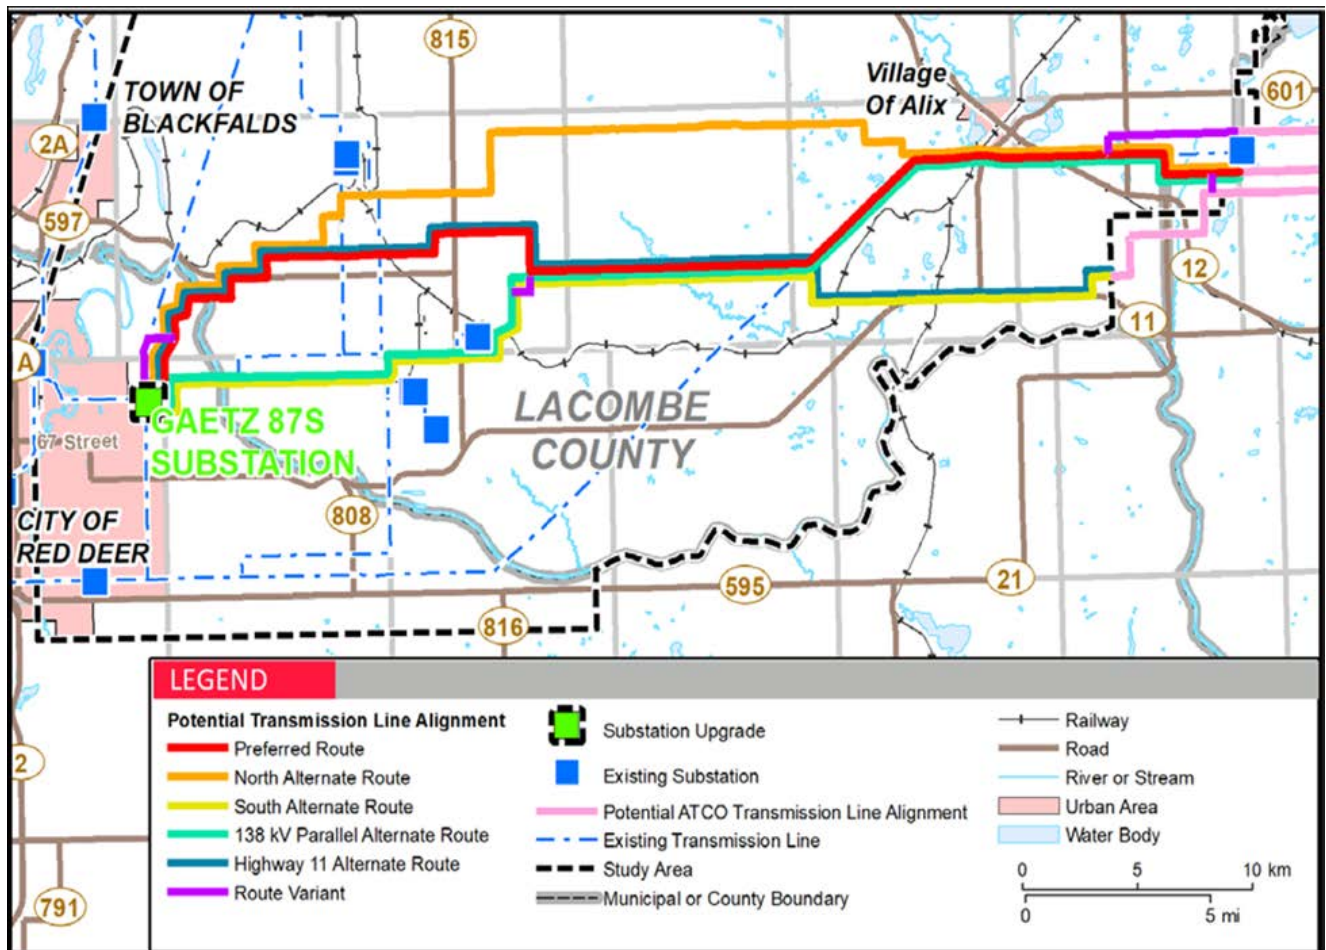 815
TOWN OF
BLACKFALDS
Village
Of Alix
601
2A
597
12
11
A
GAETZ 87S
SUBSTATION
67 Street
LACOMBE
COUNTY
808
CITY OF
RED DEER
595
21
816
2
791
LEGEND
Potential Transmission Line Alignment
Preferred Route
North Alternate Route
South Alternate Route
138 kV Parallel Alternate Route
Highway 11 Alternate Route
Route Variant
Substation Upgrade
Existing Substation
Potential ATCO Transmission Line Alignment
Existing Transmission Line
Study Area
Municipal or County Boundary
Railway
Road
River or Stream
Urban Area
Water Body
0 5 10 km
0 5 mi